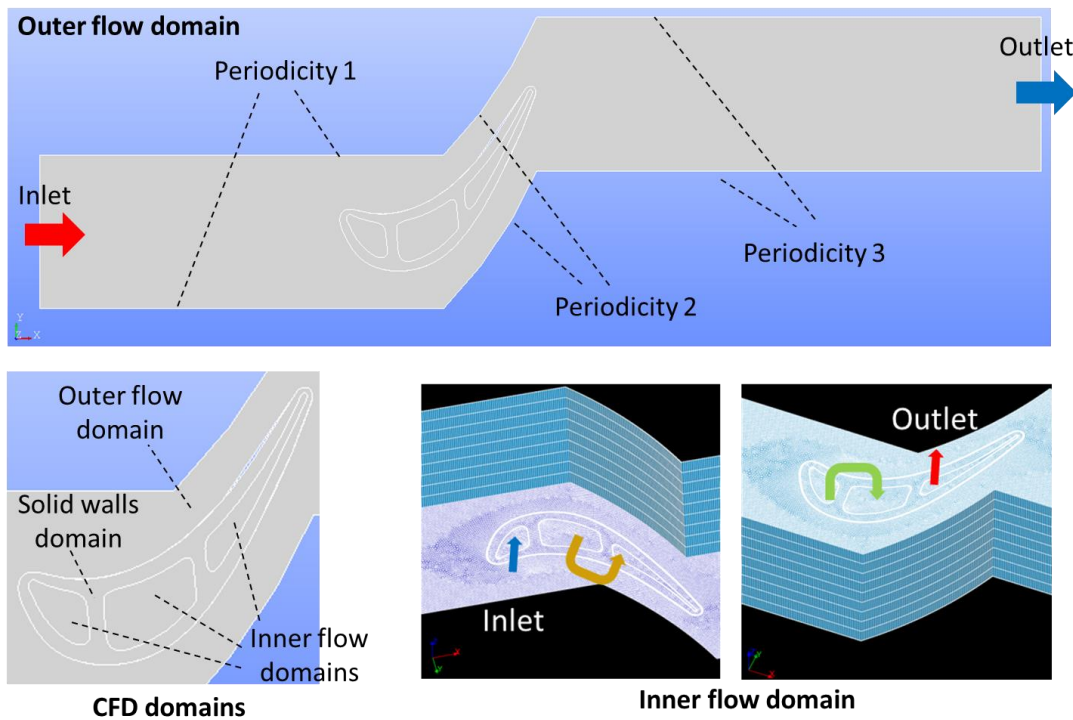 Outer flow domain
Outlet
Periodicity 1
Inlet
Periodicity 3
Periodicity 2
Y
Z X
Outer flow
domain
Solid walls
domain
Inner flow
domains
CFD domains
Inlet
Outlet
Inner flow domain